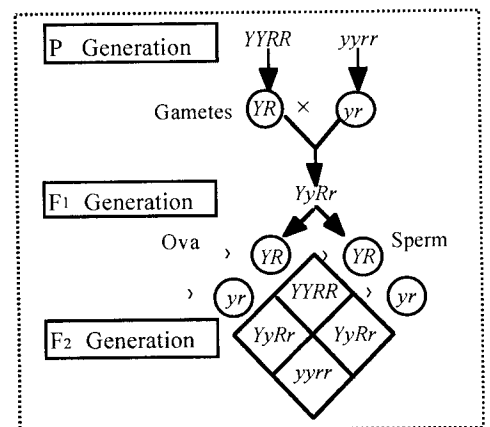 P Generation YYRR yyrr
Gametes YR × yr
F1 Generation YyRr
Ova YR YR Sperm
yr YYRR yr
F2 Generation YyRr YyRr
yyrr